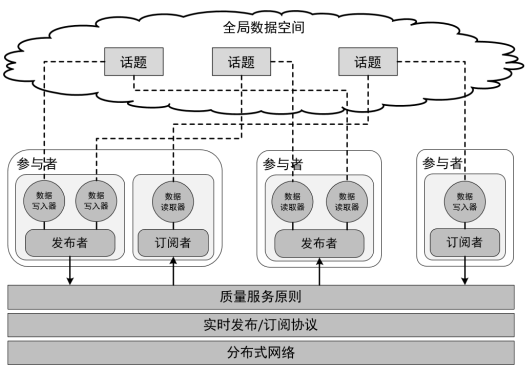 全局数据空间
话题
话题
话题
参与者
参与者
参与者
数据
写入器
数据
写入器
数据
读取器
数据
读取器
数据
读取器
数据
写入器
发布者
订阅者
发布者
订阅者
质量服务原则
实时发布/订阅协议
分布式网络